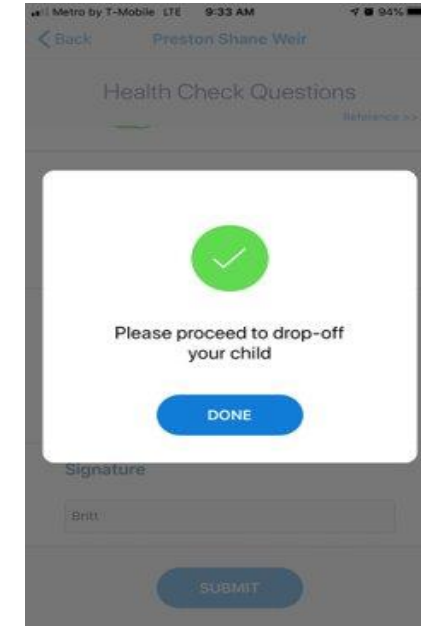 Metro by T-Mobile LTE 9:33 AM 94%
Back Preston Shane Weir
Health Check Questions
Reference >>
Please proceed to drop-off
your child
DONE
Signature
Britt
SUBMIT